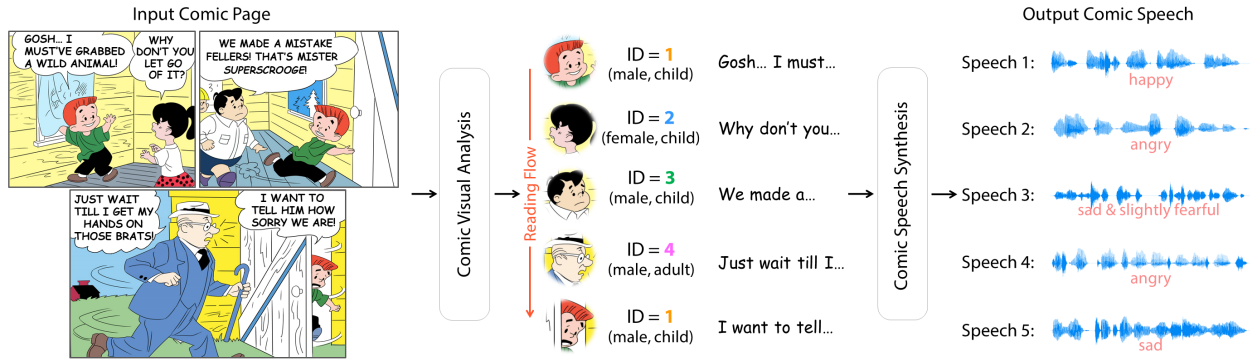 Input Comic Page
GOSH... I
MUST'VE GRABBED
A WILD ANIMAL!
WHY
DON'T YOU
LET GO
OF IT?
WE MADE A MISTAKE
FELLERS! THAT'S MISTER
SUPERSCROOGE!
JUST WAIT
TILL I GET MY
HANDS ON
THOSE BRATS!
I WANT TO
TELL HIM HOW
SORRY WE ARE!
Comic Visual Analysis
Reading Flow
ID = 1
(male, child)
Gosh... I must...
ID = 2
(female, child)
Why don't you...
ID = 3
(male, child)
We made a...
ID = 4
(male, adult)
Just wait till I...
ID = 1
(male, child)
I want to tell...
Comic Speech Synthesis
Output Comic Speech
Speech 1:
happy
Speech 2:
angry
Speech 3:
sad & slightly fearful
Speech 4:
angry
Speech 5:
sad